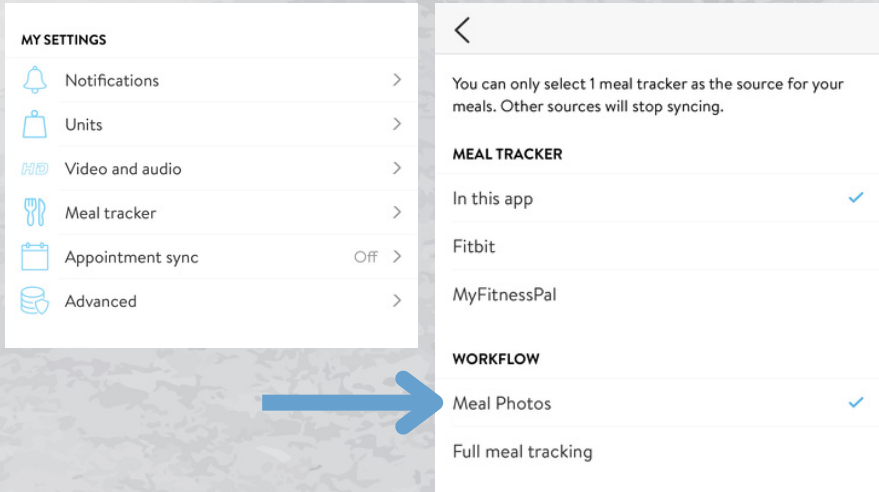 MY SETTINGS
Notifications
Units
HD Video and audio
Meal tracker
Appointment sync Off
Advanced
You can only select 1 meal tracker as the source for your
meals. Other sources will stop syncing.
MEAL TRACKER
In this app
Fitbit
MyFitnessPal
WORKFLOW
Meal Photos
Full meal tracking